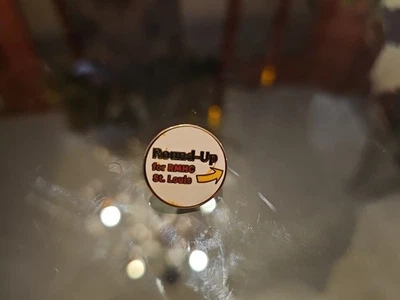 Round-Up
for RMHC
St. Louis